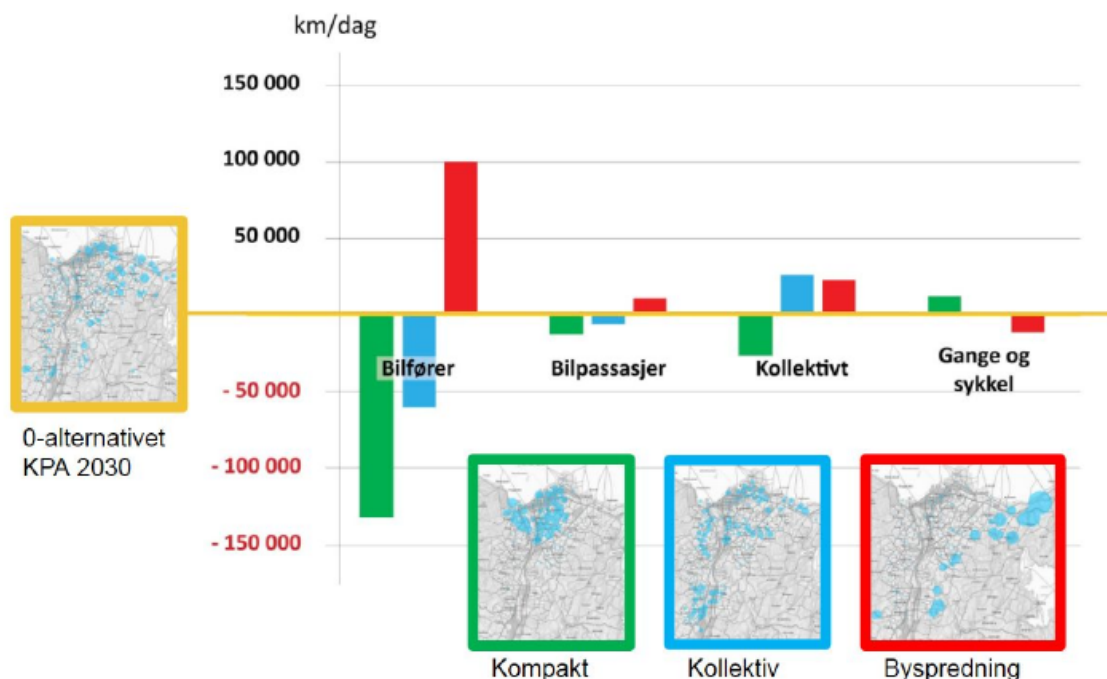 km/dag
150 000
100 000
50 000
Bilfører
Bilpassasjer
Kollektivt
Gange og
sykkel
- 50 000
- 100 000
- 150 000
0-alternativet
KPA 2030
Kompakt
Kollektiv
Byspredning